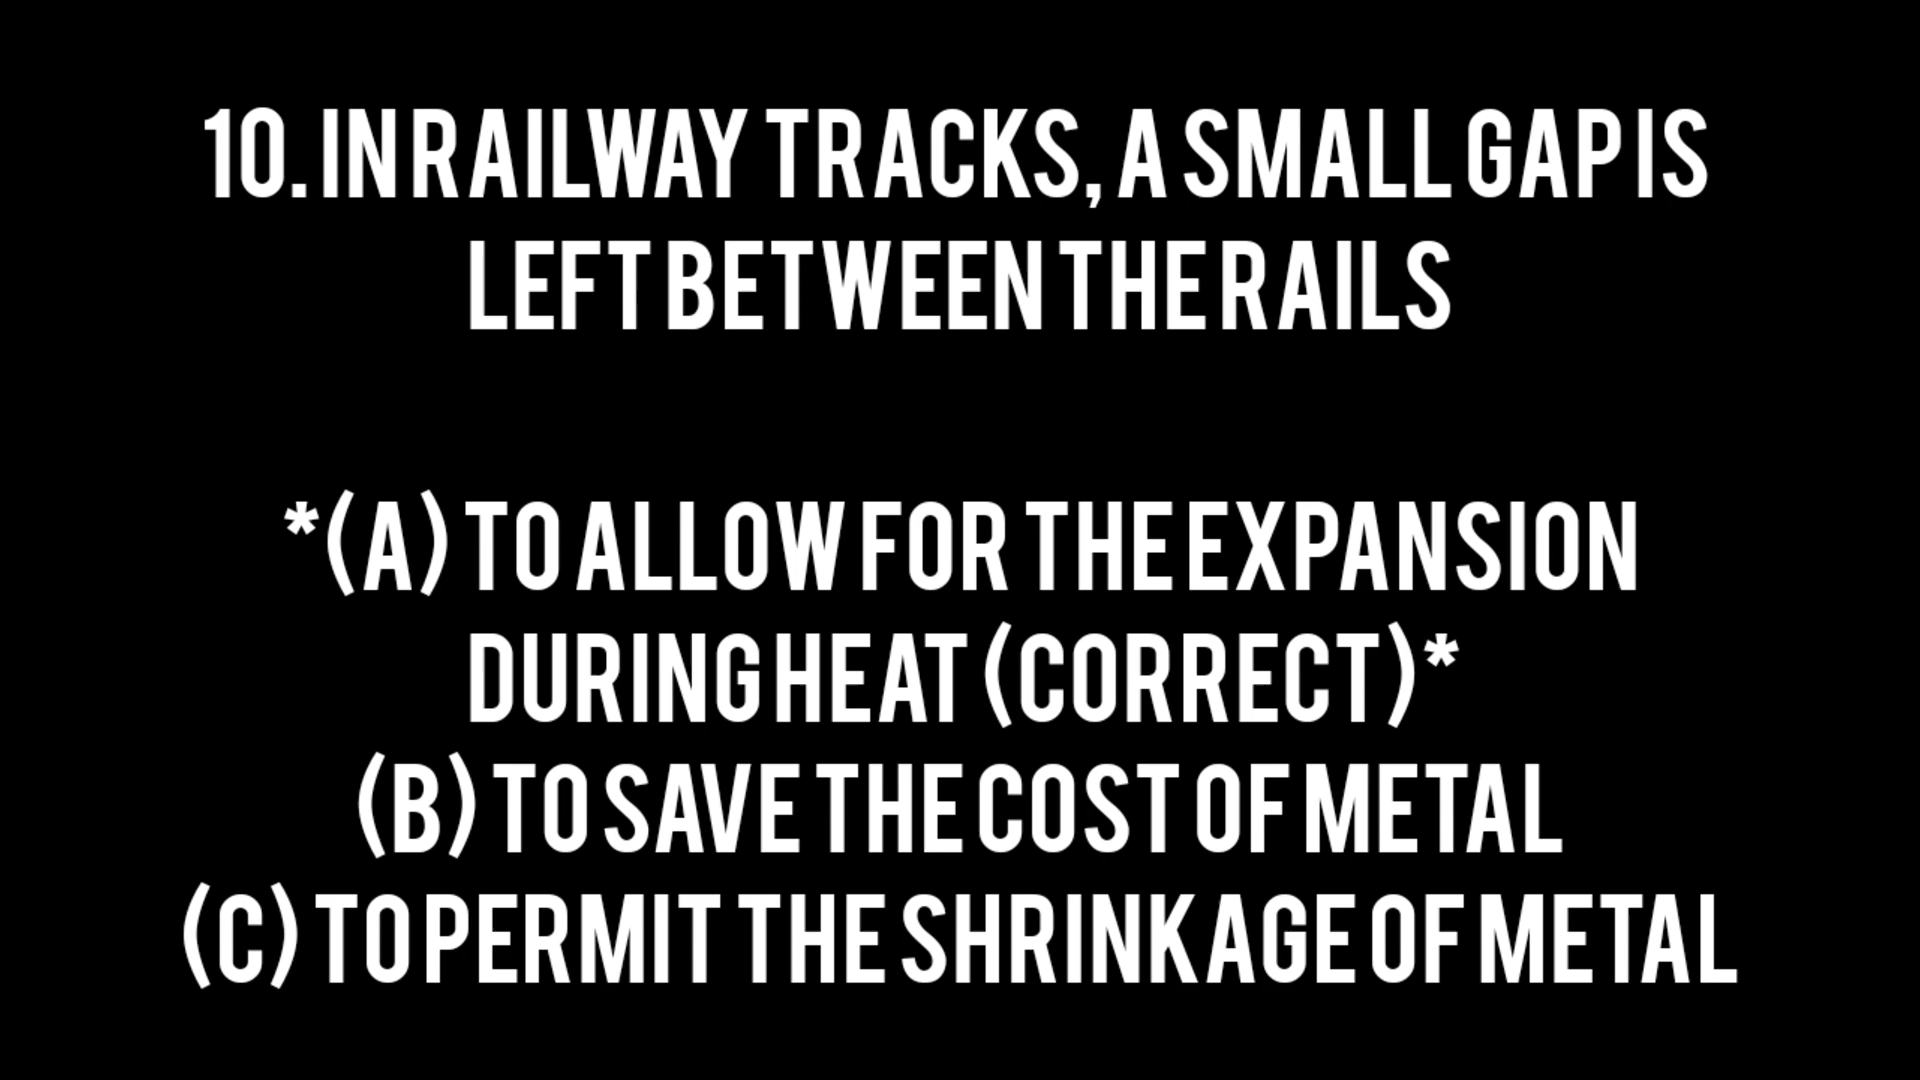 10. IN RAILWAY TRACKS, A SMALL GAP IS
LEFT BETWEEN THE RAILS
*(A) TO ALLOW FOR THE EXPANSION
DURING HEAT (CORRECT)*
(B) TO SAVE THE COST OF METAL
(C) TO PERMIT THE SHRINKAGE OF METAL